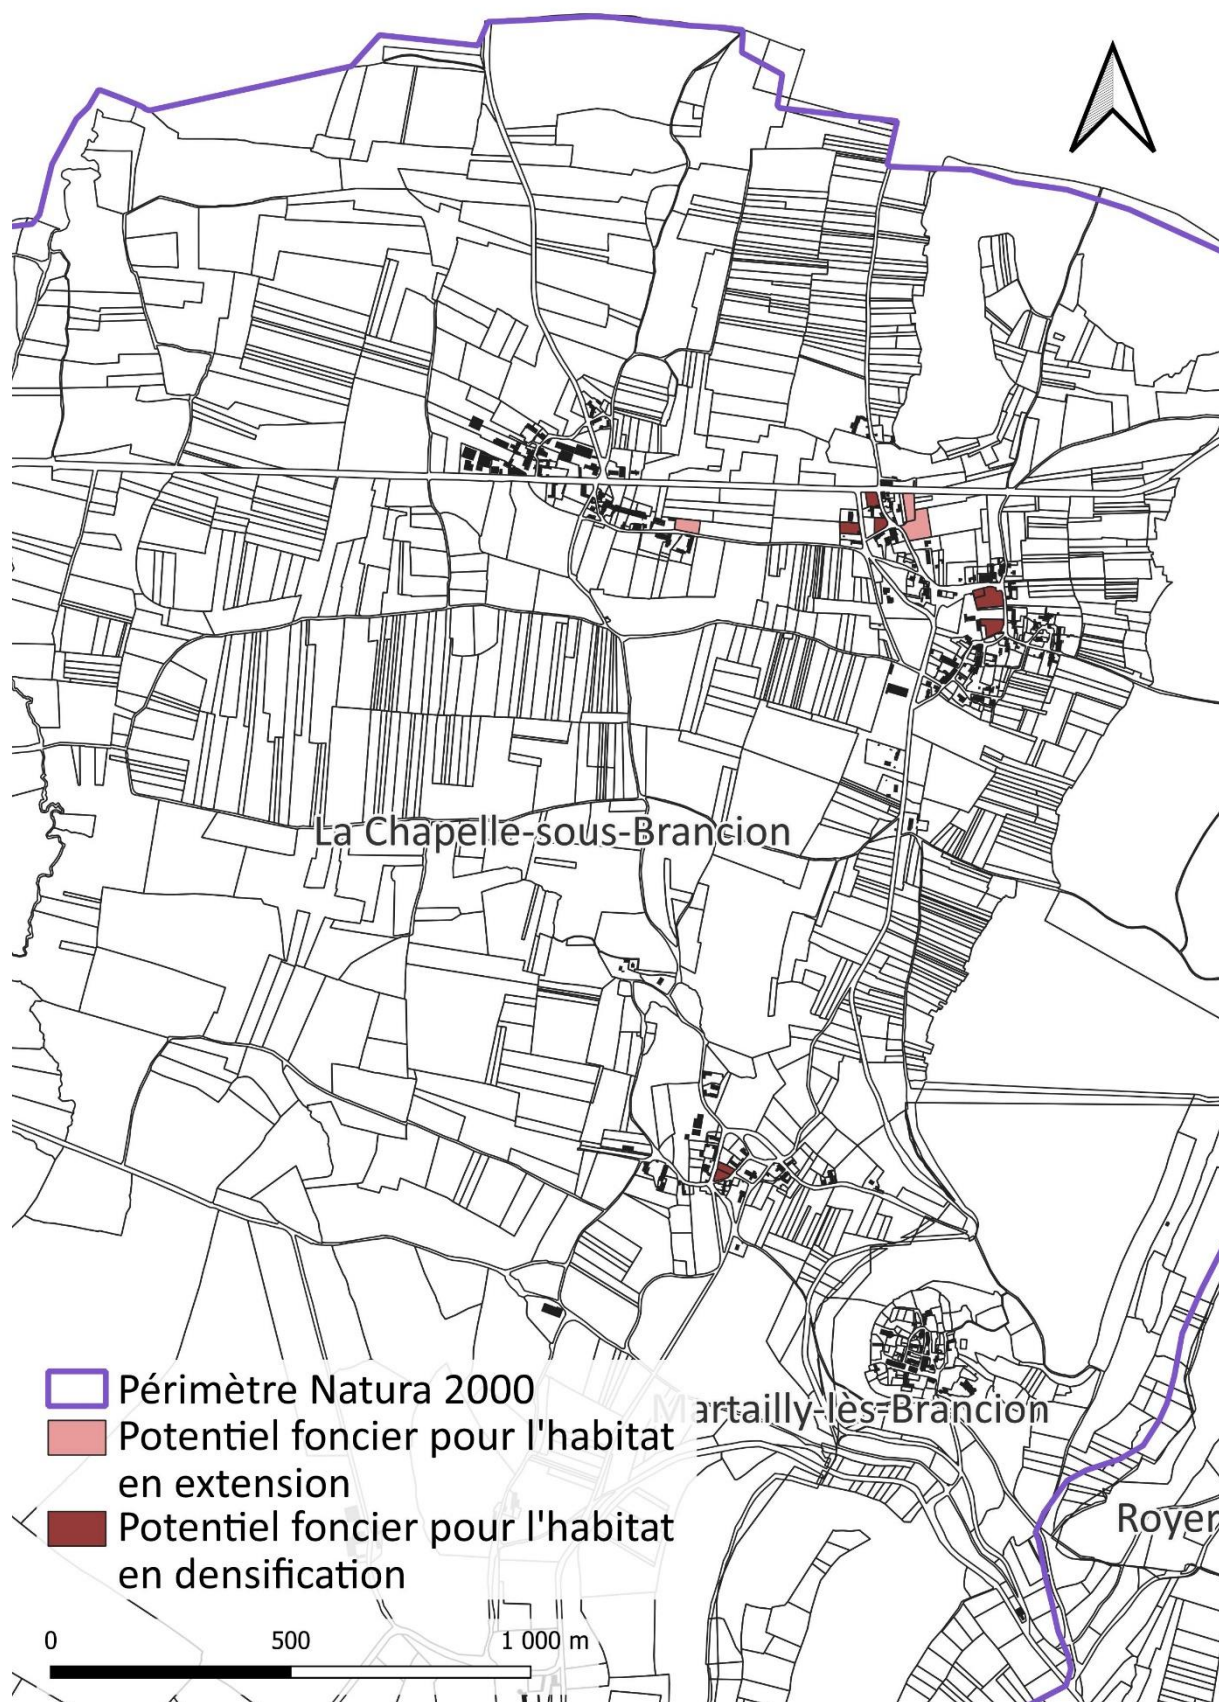 La Chapelle-sous-Brancion
Périmètre Natura 2000
Martailly-lès-Brancion
Potentiel foncier pour l'habitat
en extension
Royer
Potentiel foncier pour l'habitat
en densification
0 500 1 000 m